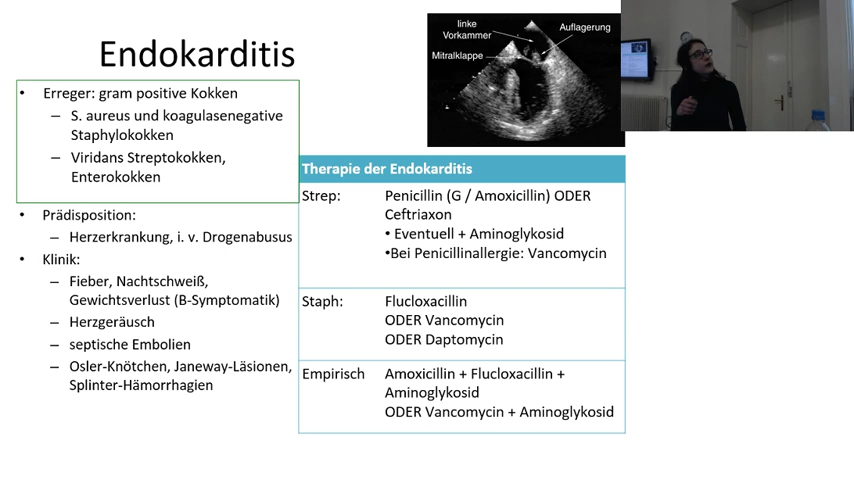 Endokarditis
linke
Vorkammer
Auflagerung
Mitralklappe
• Erreger: gram positive Kokken
– S. aureus und koagulasenegative
Staphylokokken
– Viridans Streptokokken,
Enterokokken
• Prädisposition:
– Herzerkrankung, i. v. Drogenabusus
• Klinik:
– Fieber, Nachtschweiß,
Gewichtsverlust (B-Symptomatik)
– Herzgeräusch
– septische Embolien
– Osler-Knötchen, Janeway-Läsionen,
Splinter-Hämorrhagien
Therapie der Endokarditis
Strep: Penicillin (G / Amoxicillin) ODER
Ceftriaxon
• Eventuell + Aminoglykosid
•Bei Penicillinallergie: Vancomycin
Staph: Flucloxacillin
ODER Vancomycin
ODER Daptomycin
Empirisch Amoxicillin + Flucloxacillin +
Aminoglykosid
ODER Vancomycin + Aminoglykosid